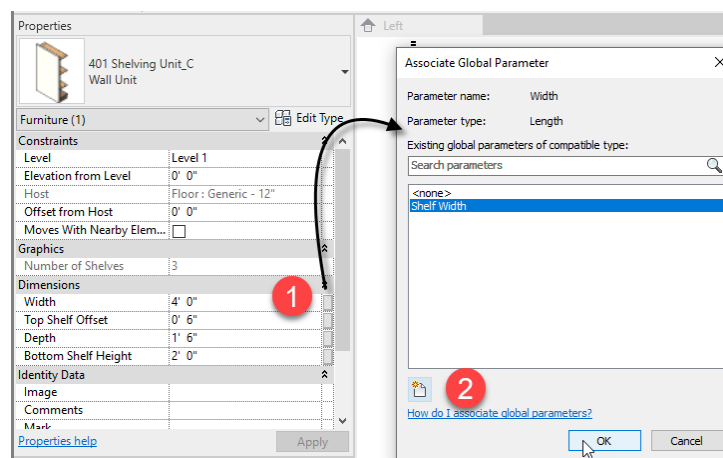 Properties
401 Shelving Unit_C
Wall Unit
Furniture (1)
Edit Type
Constraints
Level Level 1
Elevation from Level 0' 0"
Host Floor : Generic - 12"
Offset from Host 0' 0"
Moves With Nearby Elem...
Graphics
Number of Shelves 3
Dimensions
Width 4' 0"
Top Shelf Offset 0' 6"
Depth 1' 6"
Bottom Shelf Height 2' 0"
Identity Data
Image
Comments
Mark
Properties help Apply
1
Left
Associate Global Parameter
Parameter name: Width
Parameter type: Length
Existing global parameters of compatible type:
Search parameters
<none>
Shelf Width
2
How do I associate global parameters?
OK Cancel